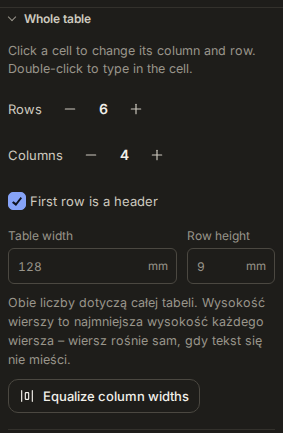 Whole table
Click a cell to change its column and row.
Double-click to type in the cell.
Rows — 6 +
Columns — 4 +
First row is a header
Table width Row height
128 mm 9 mm
Obie liczby dotyczą całej tabeli. Wysokość
wierszy to najmniejsza wysokość każdego
wiersza – wiersz rośnie sam, gdy tekst się
nie mieści.
Equalize column widths